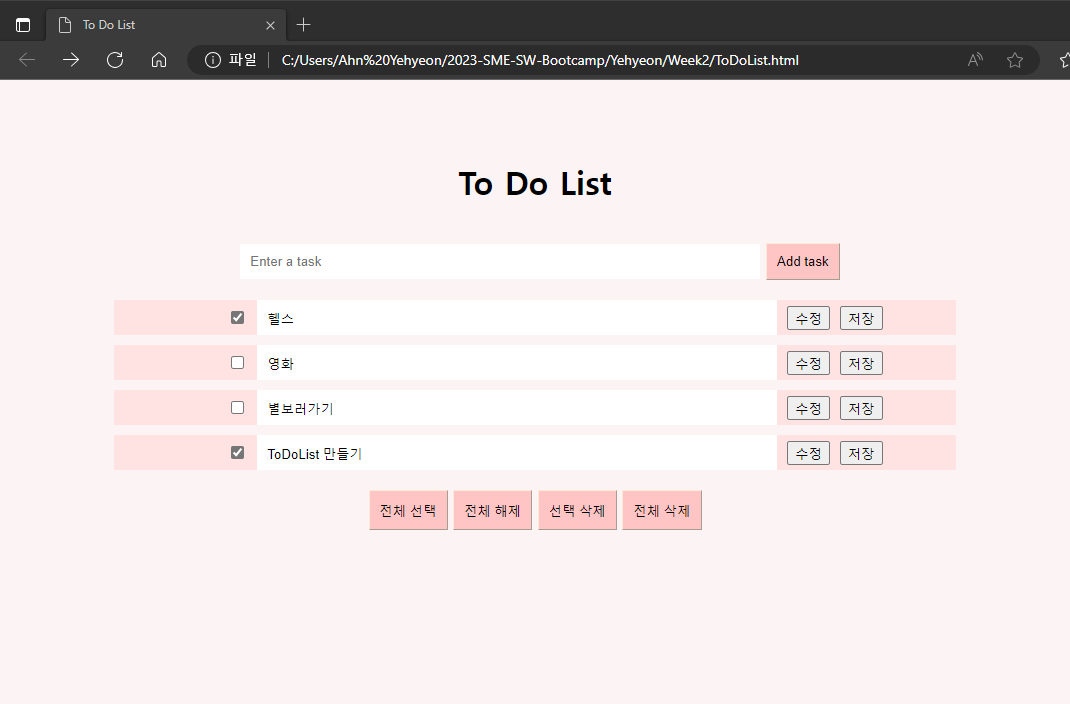 To Do List
파일 C:/Users/Ahn%20Yehyeon/2023-SME-SW-Bootcamp/Yehyeon/Week2/ToDoList.html
To Do List
Enter a task Add task
헬스 수정 저장
영화 수정 저장
별보러가기 수정 저장
ToDoList 만들기 수정 저장
전체 선택 전체 해제 선택 삭제 전체 삭제